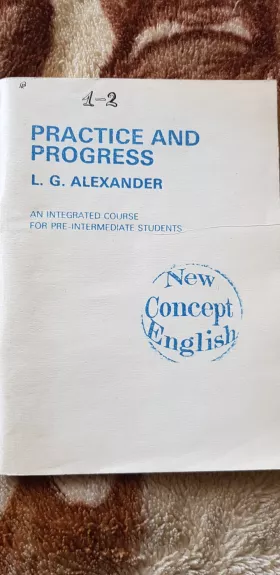 1-2
PRACTICE AND
PROGRESS
L. G. ALEXANDER
AN INTEGRATED COURSE
FOR PRE-INTERMEDIATE STUDENTS
New
Concept
English